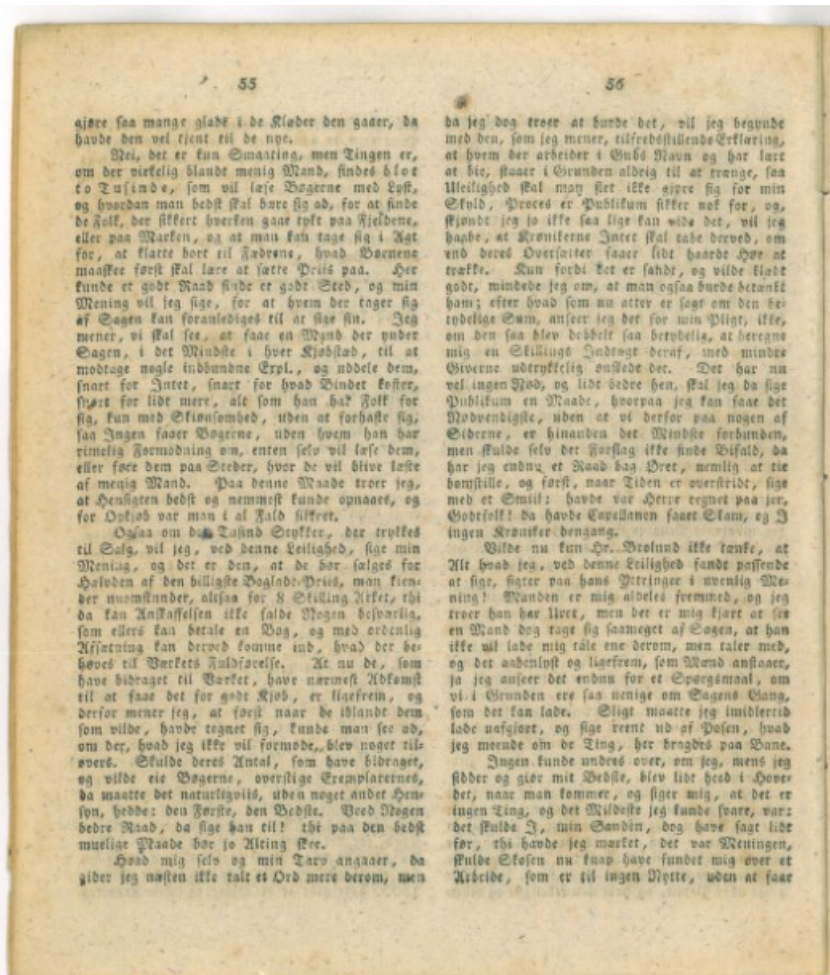 55
gjøre saa mange glade i de Klæder den gaaer, da
havde den vel tjent til de nye.
Nei, det er kun Smaating, men Tingen er,
om der virkelig blandt menig Mand, findes blot
to Tusinde, som vil læse Bøgerne med Lyst,
og hvordan man bedst skal bære sig ad, for at finde
de Folk, der sikkert hverken gaae tykt paa Fjeldene,
eller paa Marken, og at man kan tage sig i Agt
for, at klatte bort til Fædrene, hvad Børnene
maaskee først skal lære at sætte Priis paa. Her
kunde et godt Raad finde et godt Sted, og min
Mening vil jeg sige, for at hvem der tager sig
af Sagen kan foranlediges til at sige sin. Jeg
mener, vi skal see, at faae en Mand der ynder
Sagen, i det Mindste i hver Kjøbstæd, til at
modtage nogle indbundne Expl., og uddele dem,
snart for Intet, snart for hvad Bindet koster,
snart for lidt mere, alt som han har Folk for
sig, kun med Skjønsomhed, uden at forhaste sig,
saa Ingen faaer Bøgerne, uden hvem han har
rimelig Formodning om, enten selv vil læse dem,
eller føre dem paa Steder, hvor de vil blive læste
af menig Mand. Paa denne Maade troer jeg,
at Hensigten bedst og nemmest kunde opnaaes, og
for Opkjøb var man i al Fald sikkret.
Ogsaa om det Tusind Stykker, der trykkes
til Salg, vil jeg, ved denne Leilighed, sige min
Mening, og det er den, at de bør sælges for
Halvden af den billigste Boglade-Priis, man kien-
der nuomstunder, altsaa for 8 Skilling Arket, thi
da kan Anskaffelsen ikke falde Nogen besværlig,
som ellers kan betale en Bog, og med ordenlig
Afsætning kan derved komme ind, hvad der be-
høves til Værkets Fuldførelse. At nu de, som
have bidraget til Værket, have nærmest Adkomst
til at faae det for godt Kjøb, er ligefrem, og
derfor mener jeg, at først naar de iblandt dem
som vilde, havde tegnet sig, kunde man see ad,
om der, hvad jeg ikke vil formode, blev noget til-
overs. Skulde deres Antal, som have bidraget,
og vilde eie Bøgerne, overstige Exemplarernes,
da maatte det naturligviis, uden noget andet Hen-
syn, hedde: den Første, den Bedste. Veed Nogen
bedre Raad, da sige han til! thi paa den bedst
muelige Maade bør jo Alting skee.
Hvad mig selv og min Tarv angaaer, da
gider jeg næsten ikke talt et Ord mere derom, men
56
da jeg dog troer at burde det, vil jeg begynde
med den, som jeg mener, tilfredsstillende Erklæring,
at hvem der arbeider i Guds Navn og har lært
at bie, staaer i Grunden aldrig til at trænge, saa
Uleilighed skal man slet ikke gjøre sig for min
Skyld, Proces er Publikum sikker nok for, og,
skjøndt jeg jo ikke saa lige kan vide det, vil jeg
haabe, at Krønikerne Intet skal tabe derved, om
end deres Oversætter faaer lidt haardt Høe at
trække. Kun fordi det er sandt, og vilde klædt
godt, mindede jeg om, at man ogsaa burde betænkt
ham; efter hvad som nu atter er sagt om den be-
tydelige Sum, anseer jeg det for min Pligt, ikke,
om den saa blev dobbelt saa betydelig, at beregne
mig en Skillings Indtægt deraf, med mindre
Giverne udtrykkelig ønskede det. Det har nu
vel ingen Nød, og lidt bedre hen, skal jeg da sige
Publikum en Maade, hvorpaa jeg kan faae det
Nødvendigste, uden at vi derfor paa nogen af
Siderne, er hinanden det Mindste forbunden,
men skulde selv det Forslag ikke finde Bifald, da
har jeg endnu et Raad bag Øret, nemlig at tie
bomstille, og først, naar Tiden er overstridt, sige
med et Smiil: havde vor Herre regnet paa jer,
Godtfolk! da havde Capellanen faaet Skam, og I
ingen Krøniker dengang.
Vilde nu kun Hr. Brolund ikke tænke, at
Alt hvad jeg, ved denne Leilighed fandt passende
at sige, sigter paa hans Yttringer i uvenlig Me-
ning! Manden er mig aldeles fremmed, og jeg
troer han har Uret, men det er mig kjært at see
en Mand dog tage sig saameget af Sagen, at han
ikke vil lade mig tale ene derom, men taler med,
og det aabenlyst og ligefrem, som Mænd anstaaer,
ja jeg anseer det endnu for et Spørgsmaal, om
vi i Grunden ere saa uenige om Sagens Gang,
som det kan lade. Sligt maatte jeg imidlertid
lade uafgjort, og sige reent ud af Posen, hvad
jeg meende om de Ting, her bragdes paa Bane.
Ingen kunde undres over, om jeg, mens jeg
sidder og giør mit Bedste, blev lidt heed i Hove-
det, naar man kommer, og siger mig, at det er
ingen Ting, og det Mildeste jeg kunde svare, var:
det skulde I, min Sandten, dog have sagt lidt
før, thi havde jeg mærket, det var Meningen,
skulde Skosen nu knap have fundet mig over et
Arbeide, som er til ingen Nytte, uden at faae